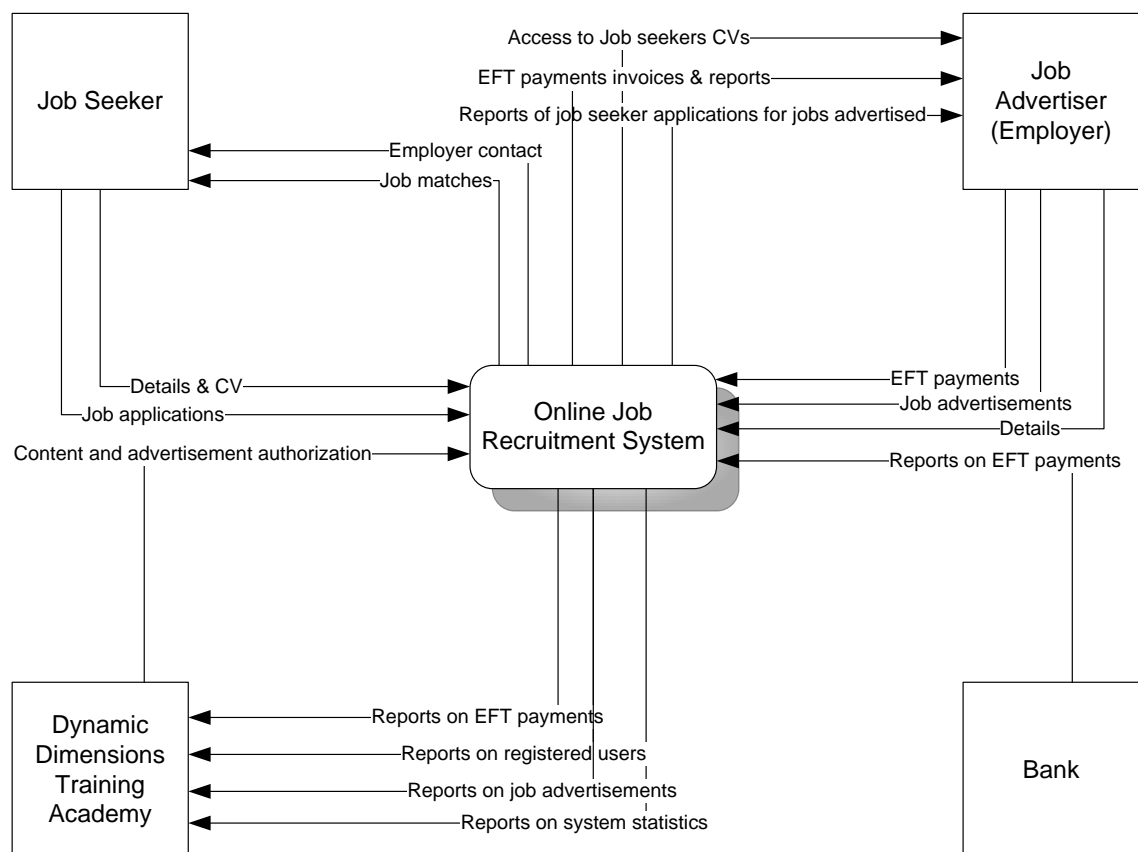 Access to Job seekers CVs
EFT payments invoices & reports
Reports of job seeker applications for jobs advertised
Job Seeker
Job
Advertiser
(Employer)
Employer contact
Job matches
Details & CV
Job applications
Content and advertisement authorization
Online Job
Recruitment System
EFT payments
Job advertisements
Details
Reports on EFT payments
Dynamic
Dimensions
Training
Academy
Reports on EFT payments
Reports on registered users
Reports on job advertisements
Reports on system statistics
Bank